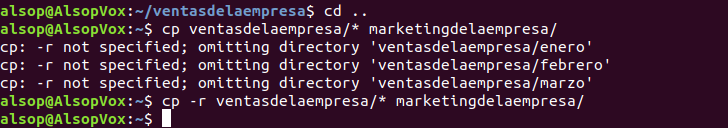 alsop@AlsopVox:~/ventasdelaempresa$ cd ..
alsop@AlsopVox:~$ cp ventasdelaempresa/* marketingdelaempresa/
cp: -r not specified; omitting directory 'ventasdelaempresa/enero'
cp: -r not specified; omitting directory 'ventasdelaempresa/febrero'
cp: -r not specified; omitting directory 'ventasdelaempresa/marzo'
alsop@AlsopVox:~$ cp -r ventasdelaempresa/* marketingdelaempresa/
alsop@AlsopVox:~$